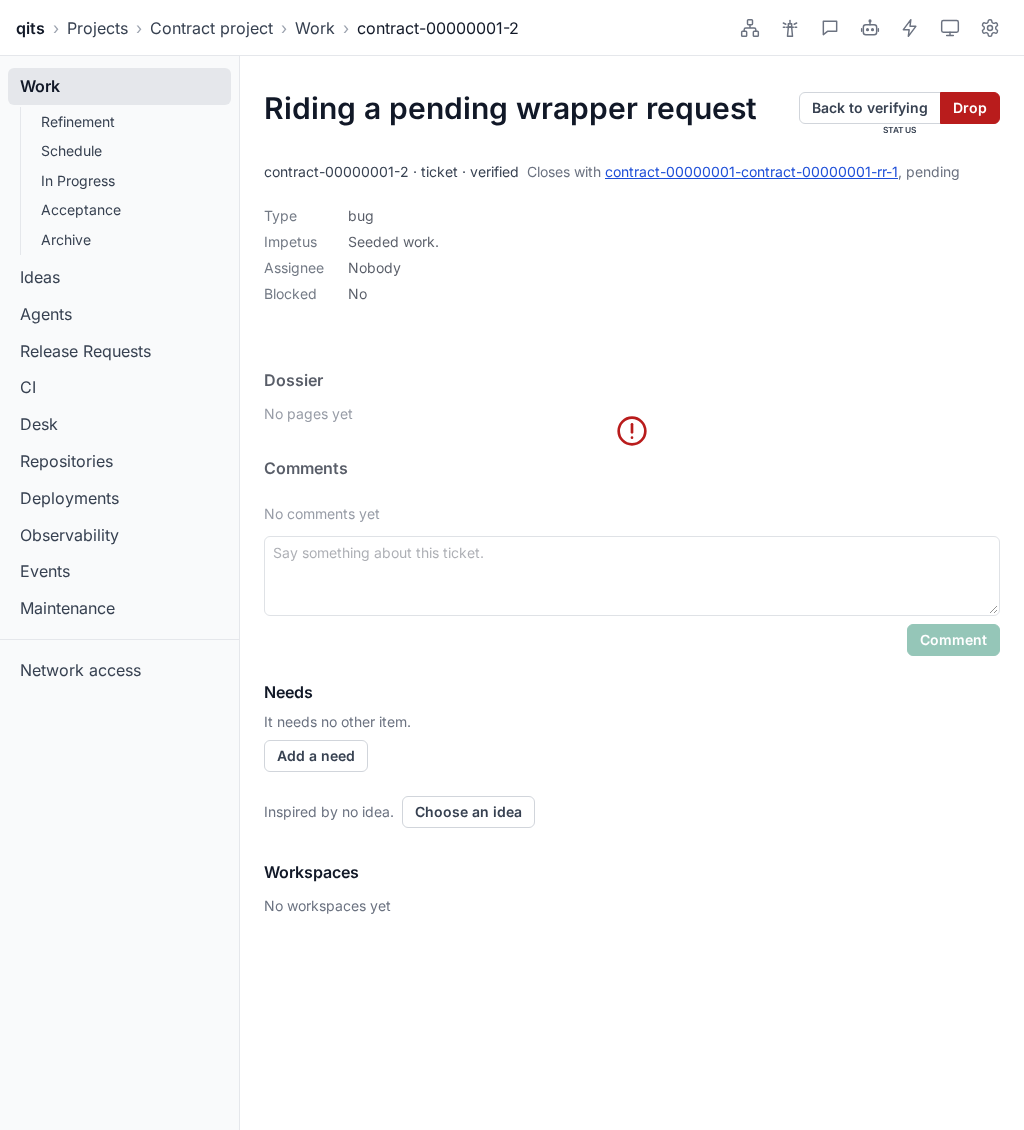 qits › Projects › Contract project › Work › contract-00000001-2
Work
Refinement
Schedule
In Progress
Acceptance
Archive
Ideas
Agents
Release Requests
CI
Desk
Repositories
Deployments
Observability
Events
Maintenance
Network access
Riding a pending wrapper request
Back to verifying
Drop
STATUS
contract-00000001-2 · ticket · verified Closes with contract-00000001-contract-00000001-rr-1, pending
Type bug
Impetus Seeded work.
Assignee Nobody
Blocked No
Dossier
No pages yet
Comments
No comments yet
Say something about this ticket.
Comment
Needs
It needs no other item.
Add a need
Inspired by no idea. Choose an idea
Workspaces
No workspaces yet